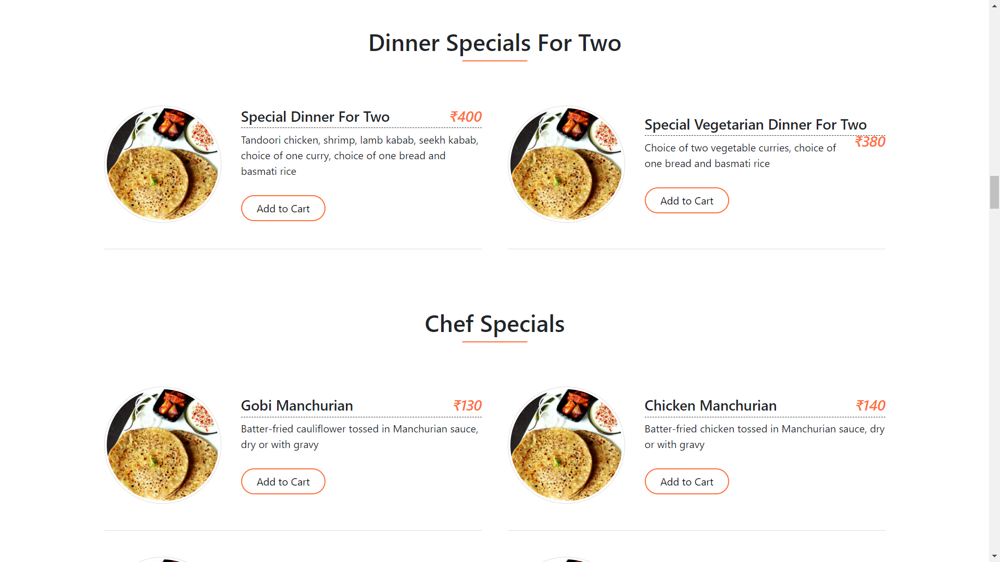 Dinner Specials For Two
Special Dinner For Two ₹400
Tandoori chicken, shrimp, lamb kabab, seekh kabab,
choice of one curry, choice of one bread and
basmati rice
Add to Cart
Special Vegetarian Dinner For Two
₹380
Choice of two vegetable curries, choice of
one bread and basmati rice
Add to Cart
Chef Specials
Gobi Manchurian ₹130
Batter-fried cauliflower tossed in Manchurian sauce,
dry or with gravy
Add to Cart
Chicken Manchurian ₹140
Batter-fried chicken tossed in Manchurian sauce, dry
or with gravy
Add to Cart